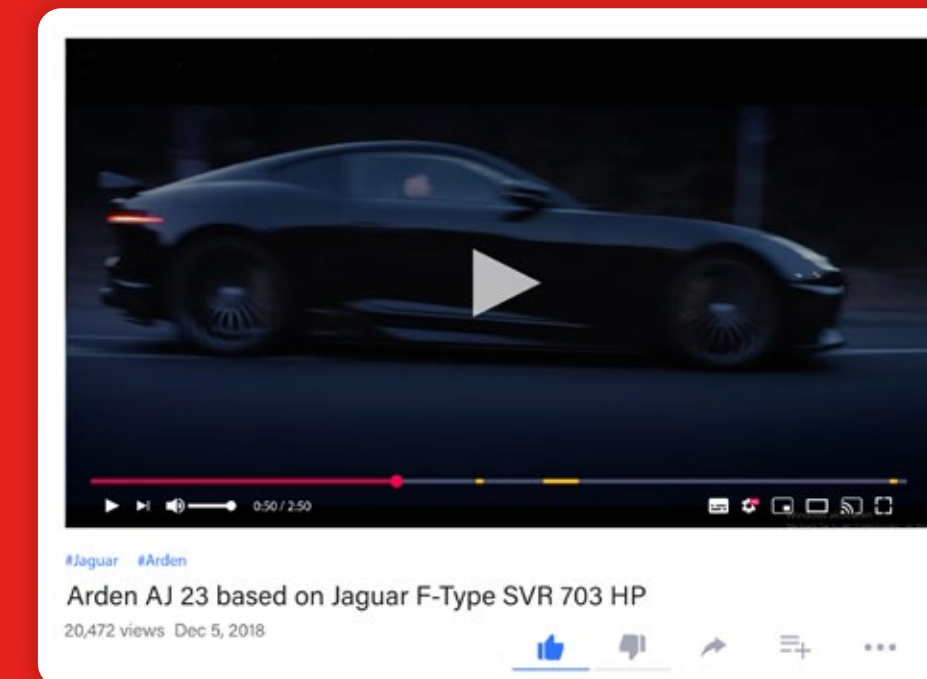 0:50 / 2:50
#Jaguar #Arden
Arden AJ 23 based on Jaguar F-Type SVR 703 HP
20,472 views Dec 5, 2018